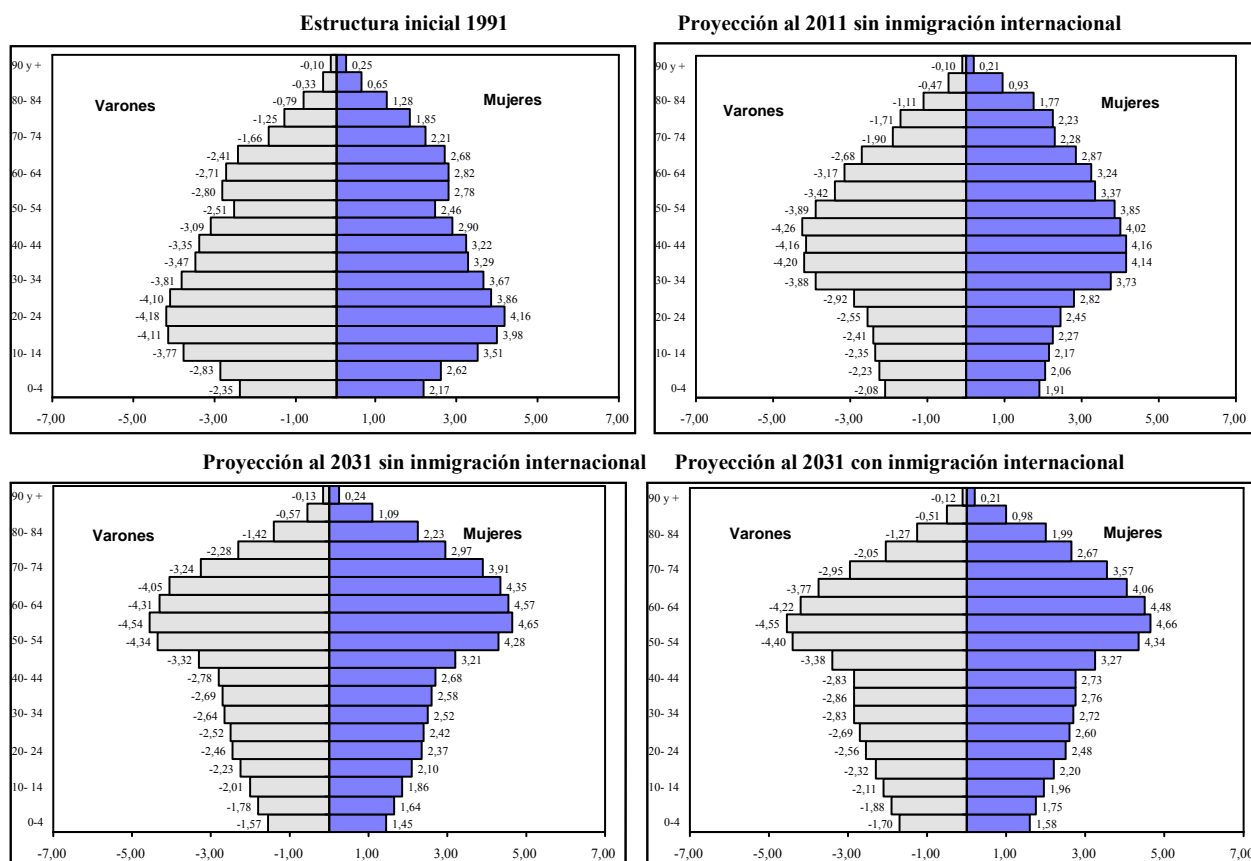 Estructura inicial 1991
90 y +
-0,10 0,25
-0,33 0,65
80- 84 -0,79 1,28
Varones Mujeres
-1,25 1,85
70- 74 -1,66 2,21
-2,41 2,68
60- 64 -2,71 2,82
-2,80 2,78
50- 54 -2,51 2,46
-3,09 2,90
40- 44 -3,35 3,22
-3,47 3,29
30- 34 -3,81 3,67
-4,10 3,86
20- 24 -4,18 4,16
-4,11 3,98
10- 14 -3,77 3,51
-2,83 2,62
0-4 -2,35 2,17
-7,00 -5,00 -3,00 -1,00 1,00 3,00 5,00 7,00
Proyección al 2011 sin inmigración internacional
90 y + -0,10 0,21
-0,47 0,93
80- 84 -1,11 1,77
Varones Mujeres
-1,71 2,23
70- 74 -1,90 2,28
-2,68 2,87
60- 64 -3,17 3,24
-3,42 3,37
50- 54 -3,89 3,85
-4,26 4,02
40- 44 -4,16 4,16
-4,20 4,14
30- 34 -3,88 3,73
-2,92 2,82
20- 24 -2,55 2,45
-2,41 2,27
10- 14 -2,35 2,17
-2,23 2,06
0-4 -2,08 1,91
-7,00 -5,00 -3,00 -1,00 1,00 3,00 5,00 7,00
Proyección al 2031 sin inmigración internacional
90 y + -0,13 0,24
-0,57 1,09
80- 84 -1,42 2,23
Varones Mujeres
-2,28 2,97
70- 74 -3,24 3,91
-4,05 4,35
60- 64 -4,31 4,57
-4,54 4,65
50- 54 -4,34 4,28
-3,32 3,21
40- 44 -2,78 2,68
-2,69 2,58
30- 34 -2,64 2,52
-2,52 2,42
20- 24 -2,46 2,37
-2,23 2,10
10- 14 -2,01 1,86
-1,78 1,64
0-4 -1,57 1,45
-7,00 -5,00 -3,00 -1,00 1,00 3,00 5,00 7,00
Proyección al 2031 con inmigración internacional
90 y + -0,12 0,21
-0,51 0,98
80- 84 -1,27 1,99
Varones Mujeres
-2,05 2,67
70- 74 -2,95 3,57
-3,77 4,06
60- 64 -4,22 4,48
-4,55 4,66
50- 54 -4,40 4,34
-3,38 3,27
40- 44 -2,83 2,73
-2,86 2,76
30- 34 -2,83 2,72
-2,69 2,60
20- 24 -2,56 2,48
-2,32 2,20
10- 14 -2,11 1,96
-1,88 1,75
0-4 -1,70 1,58
-7,00 -5,00 -3,00 -1,00 1,00 3,00 5,00 7,00